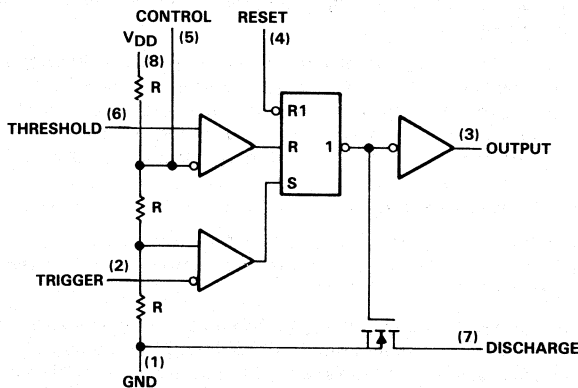 CONTROL RESET
VDD (5) (4)
(8)
R
R1
(6)
THRESHOLD
R 1 (3) OUTPUT
S
R
(2)
TRIGGER
R
(7) DISCHARGE
(1)
GND